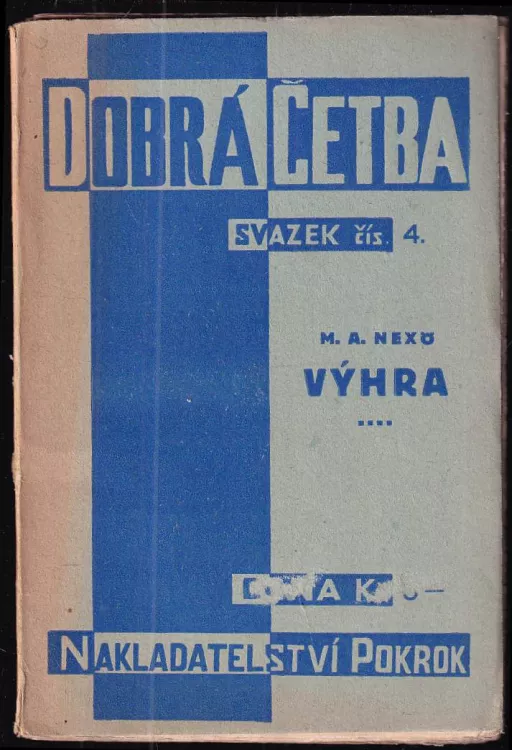 DOBRÁ ČETBA
SVAZEK čís. 4.
M. A. NEXÖ
VÝHRA
....
K
NAKLADATELSTVÍ POKROK